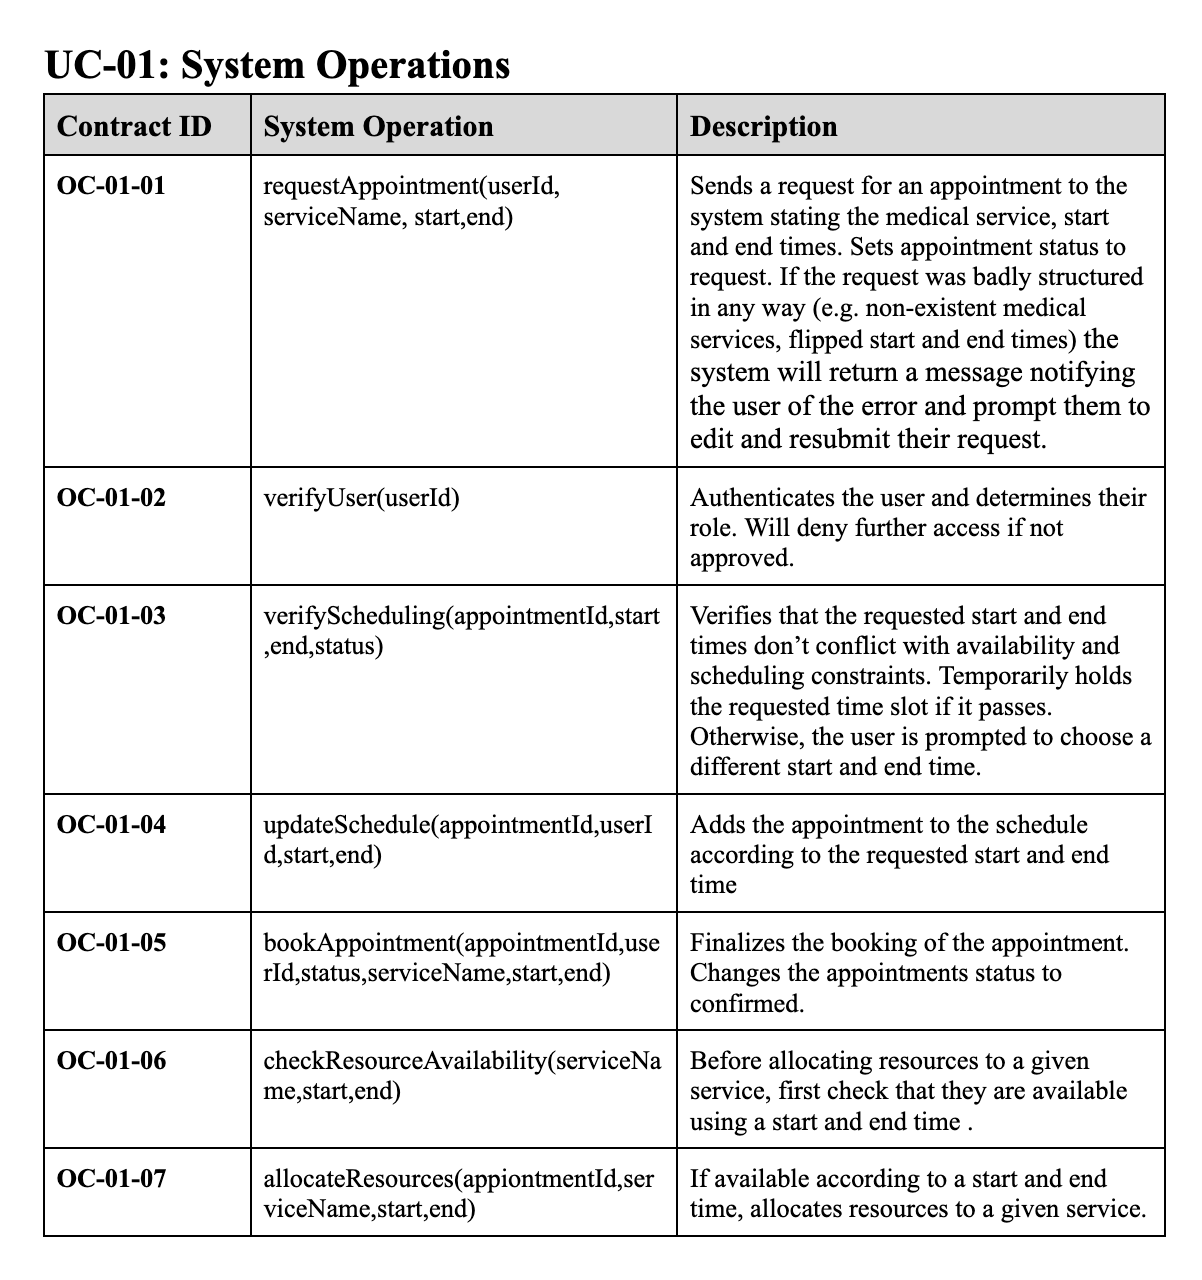 UC-01: System Operations
Contract ID
System Operation
Description
OC-01-01
requestAppointment(userId,
serviceName, start,end)
Sends a request for an appointment to the
system stating the medical service, start
and end times. Sets appointment status to
request. If the request was badly structured
in any way (e.g. non-existent medical
services, flipped start and end times) the
system will return a message notifying
the user of the error and prompt them to
edit and resubmit their request.
OC-01-02
verifyUser(userId)
Authenticates the user and determines their
role. Will deny further access if not
approved.
OC-01-03
verifyScheduling(appointmentId,start
,end,status)
Verifies that the requested start and end
times don’t conflict with availability and
scheduling constraints. Temporarily holds
the requested time slot if it passes.
Otherwise, the user is prompted to choose a
different start and end time.
OC-01-04
updateSchedule(appointmentId,userI
d,start,end)
Adds the appointment to the schedule
according to the requested start and end
time
OC-01-05
bookAppointment(appointmentId,use
rId,status,serviceName,start,end)
Finalizes the booking of the appointment.
Changes the appointments status to
confirmed.
OC-01-06
checkResourceAvailability(serviceNa
me,start,end)
Before allocating resources to a given
service, first check that they are available
using a start and end time .
OC-01-07
allocateResources(appiontmentId,ser
viceName,start,end)
If available according to a start and end
time, allocates resources to a given service.